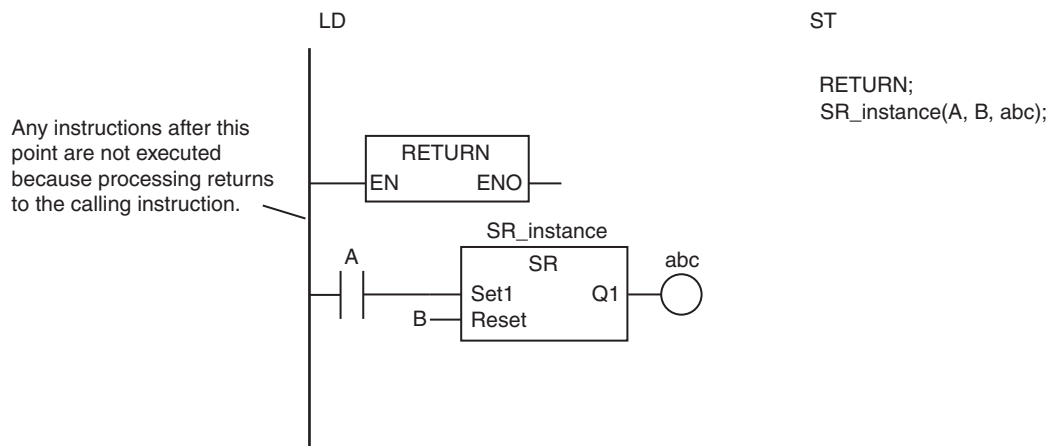 LD
ST
RETURN;
SR_instance(A, B, abc);
Any instructions after this
point are not executed
because processing returns
to the calling instruction.
RETURN
EN ENO
SR_instance
A
SR
abc
Set1 Q1
B Reset